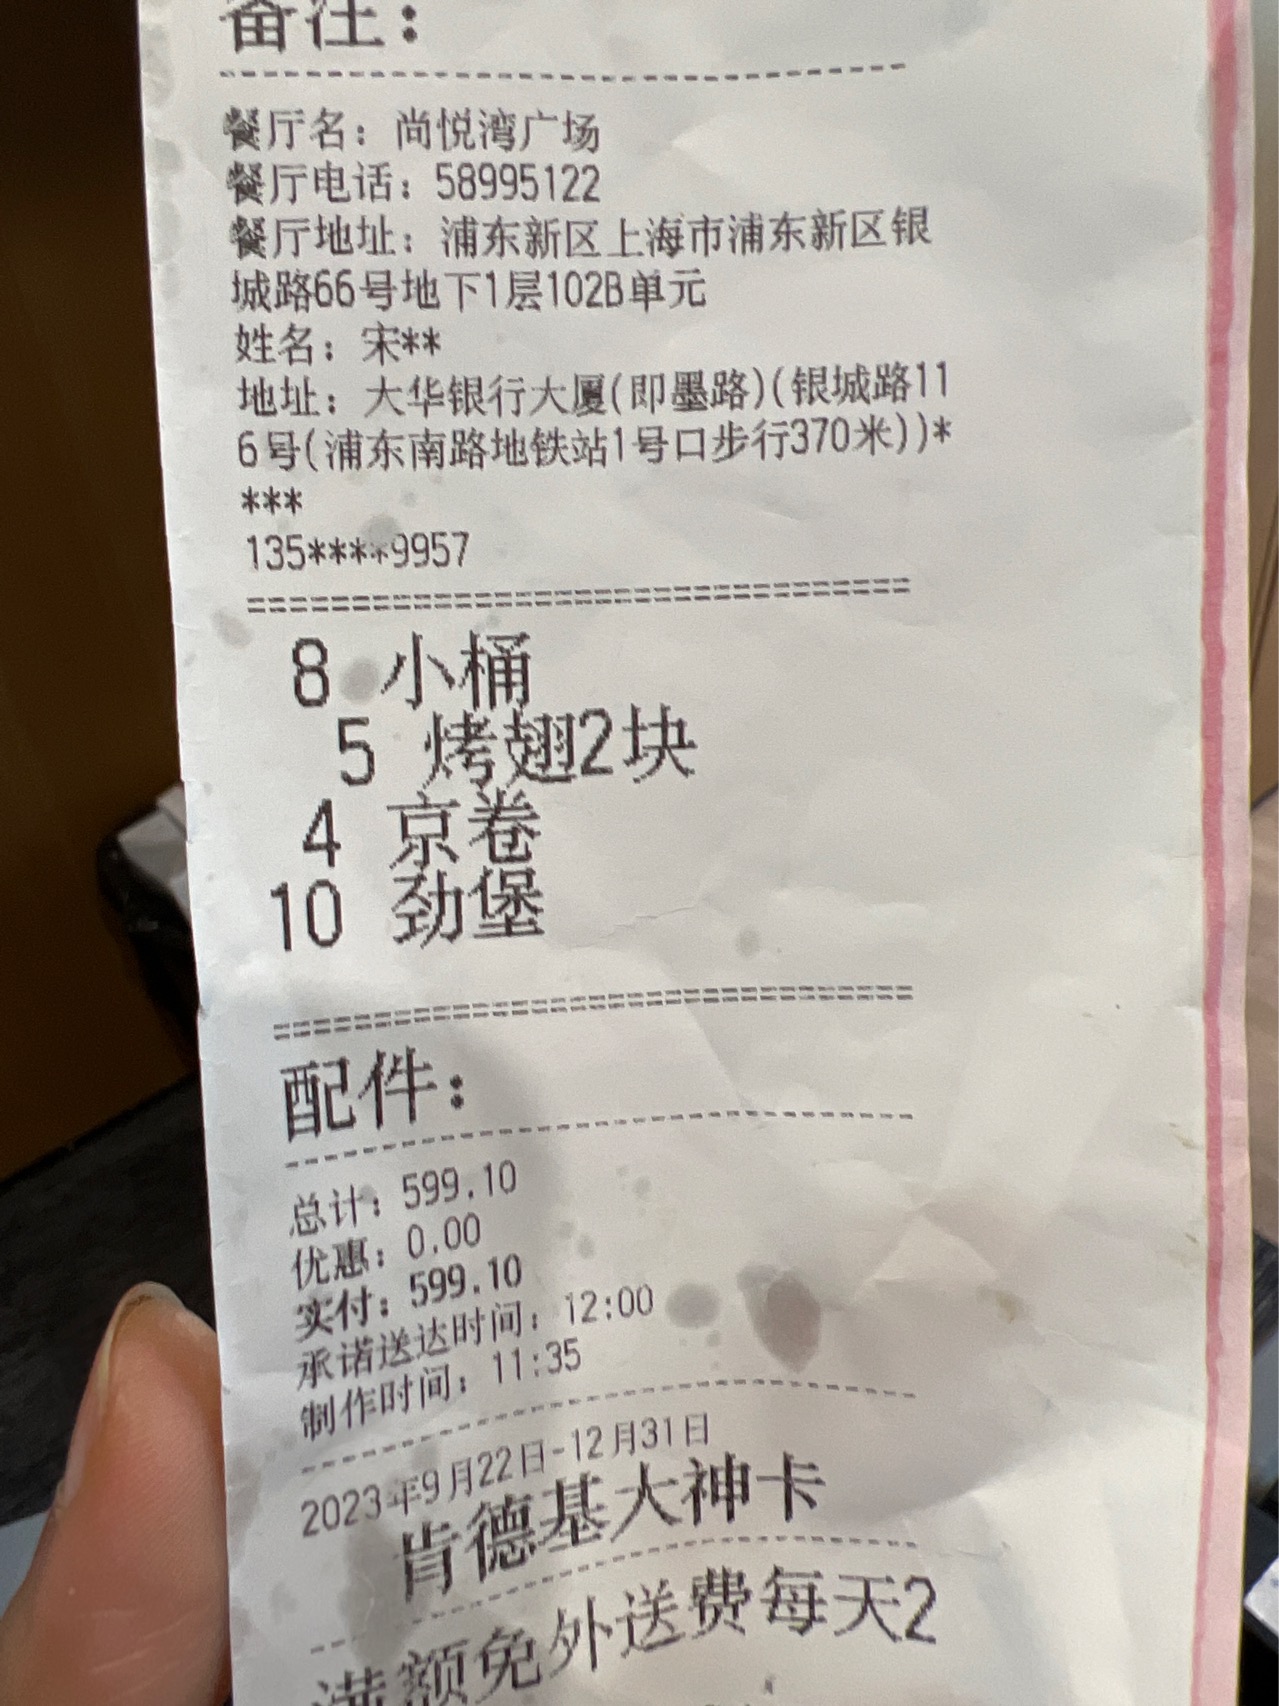 备注：
餐厅名：尚悦湾广场
餐厅电话：58995122
餐厅地址：浦东新区上海市浦东新区银
城路66号地下1层102B单元
姓名：宋**
地址：大华银行大厦(即墨路)(银城路11
6号(浦东南路地铁站1号口步行370米))*
***
135****9957
8 小桶
5 烤翅2块
4 京卷
10 劲堡
配件：
总计：599.10
优惠：0.00
实付：599.10
承诺送达时间：12:00
制作时间：11:35
2023年9月22日-12月31日
肯德基大神卡
满额免外送费每天2